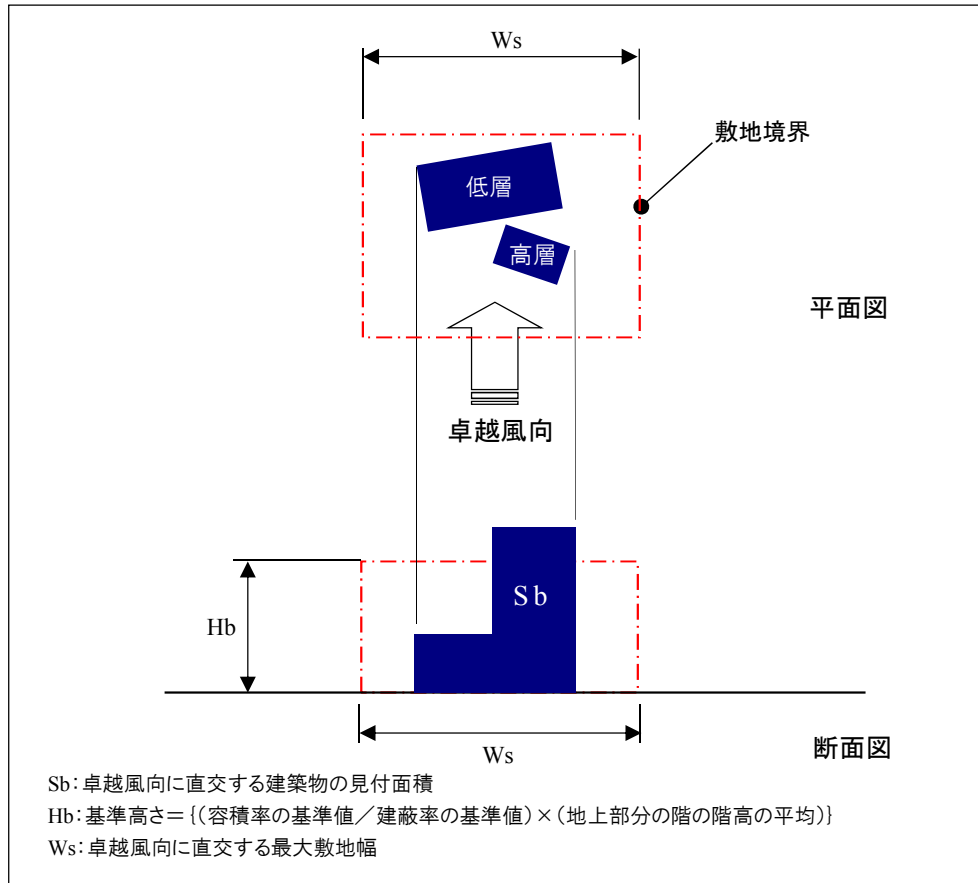 Ws
敷地境界
低層
高層
平面図
卓越風向
Sb
Hb
Ws
断面図
Sb:卓越風向に直交する建築物の見付面積
Hb:基準高さ={(容積率の基準値/建蔽率の基準値)×(地上部分の階の階高の平均)}
Ws:卓越風向に直交する最大敷地幅